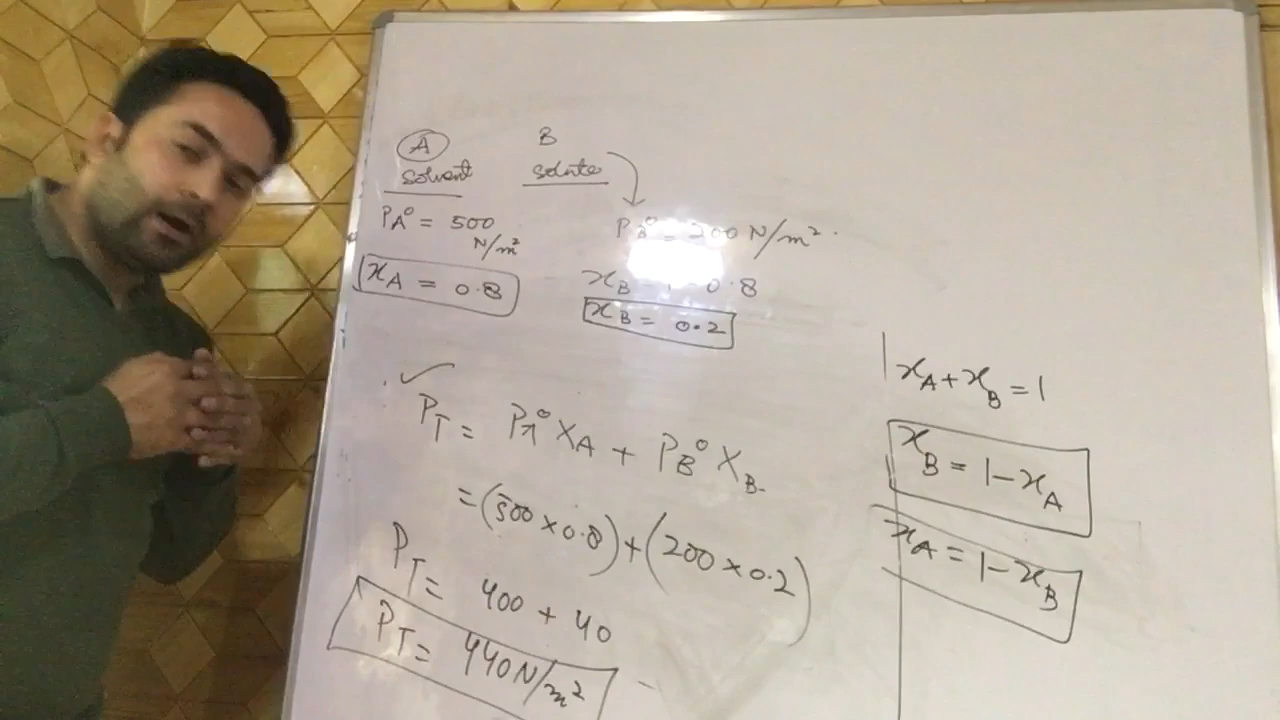 A B
solvent solute
PA° = 500 N/m²
PB° = 200 N/m².
xA = 0.8
xB = 1 - 0.8
xB = 0.2
xA + xB = 1
xB = 1 - xA
xA = 1 - xB
PT = PA° XA + PB° XB
= (500 × 0.8) + (200 × 0.2)
PT = 400 + 40
PT = 440 N/m²